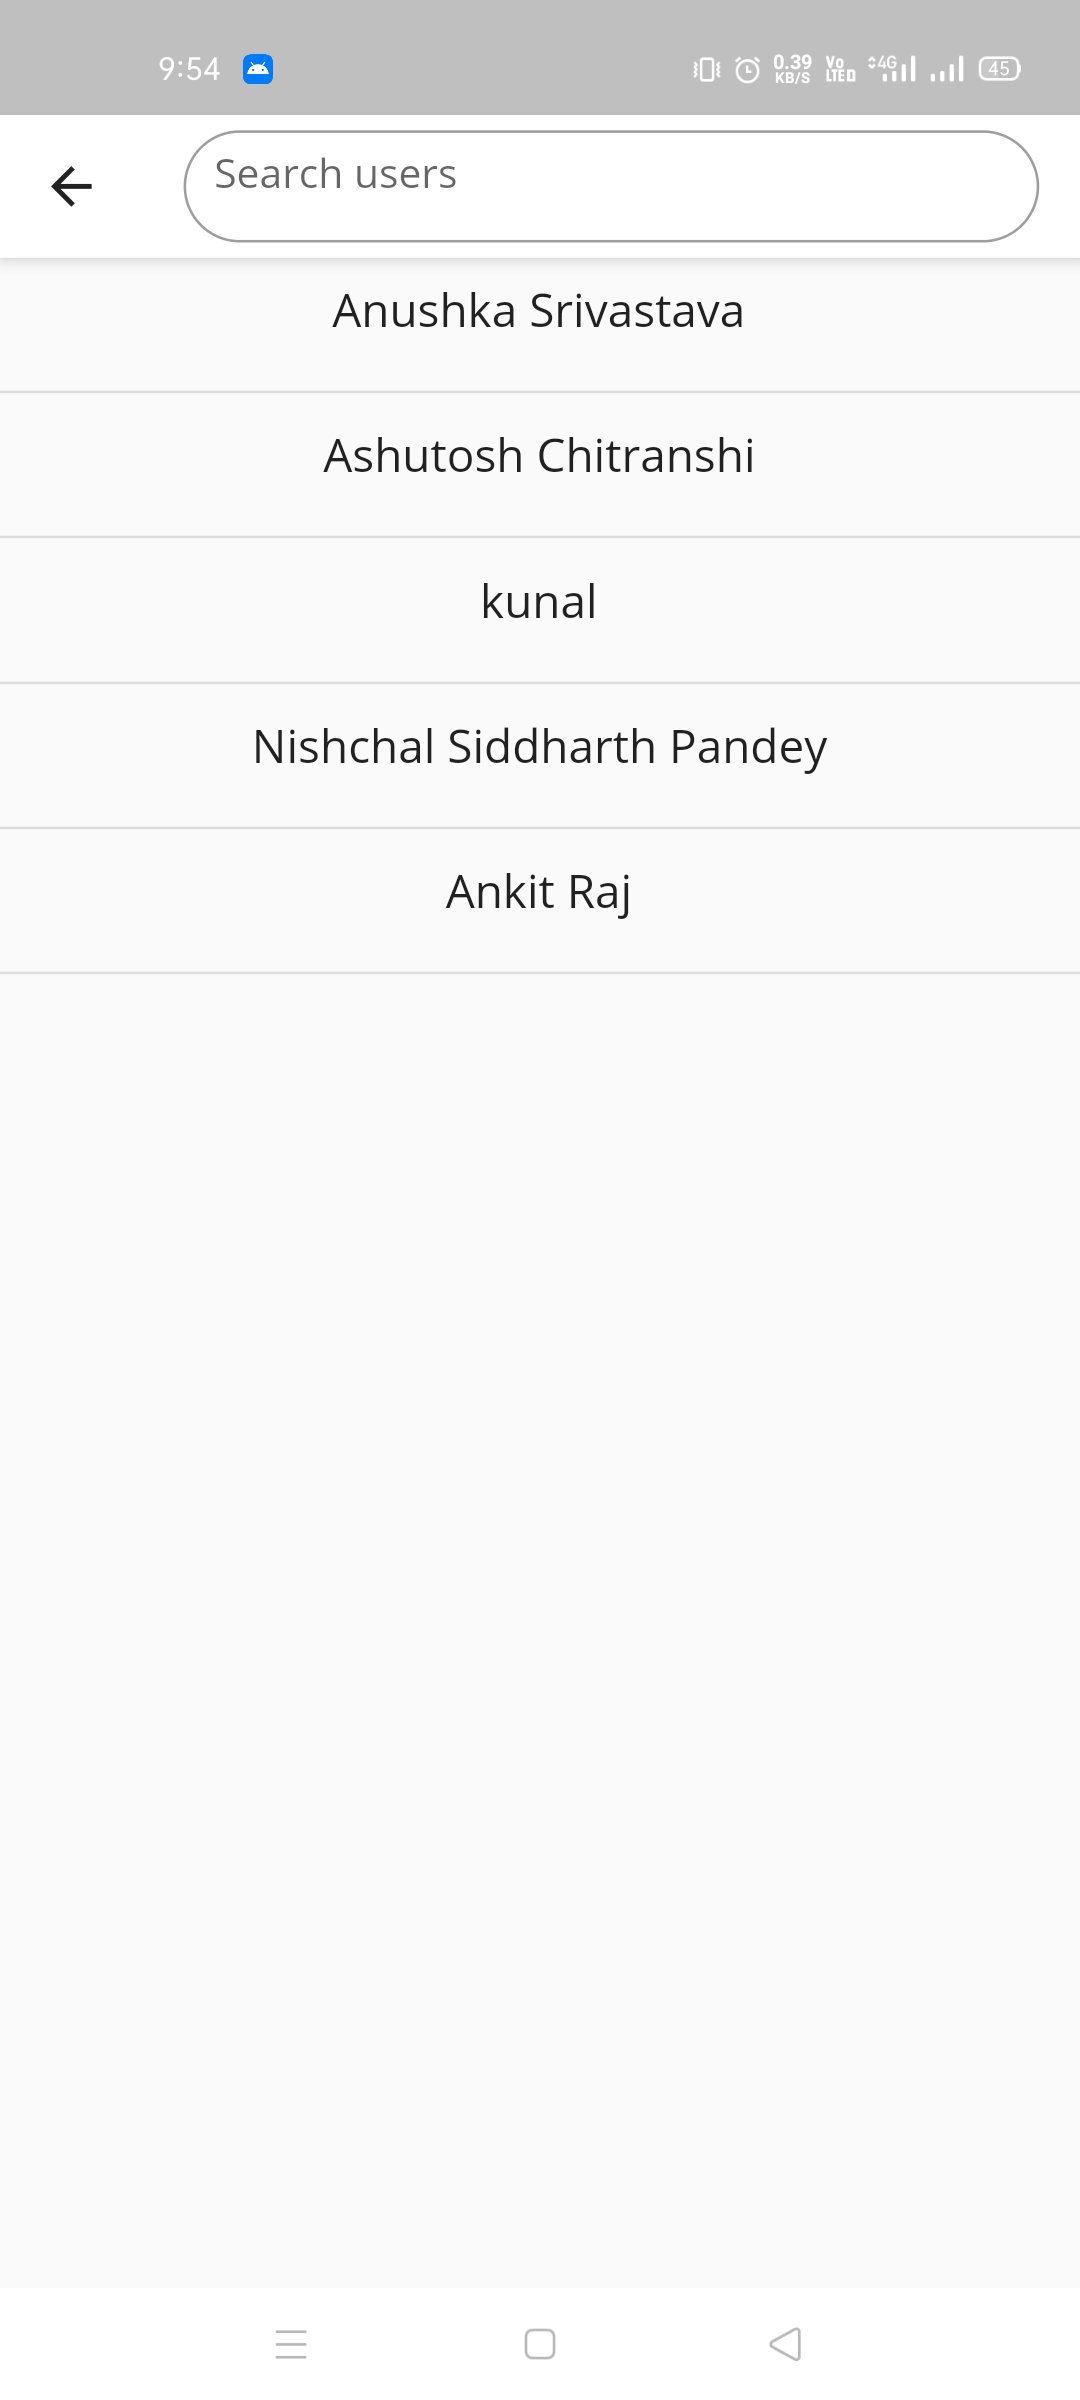 9:54 0.39 KB/S Vo LTE D 4G 45
Search users
Anushka Srivastava
Ashutosh Chitranshi
kunal
Nishchal Siddharth Pandey
Ankit Raj